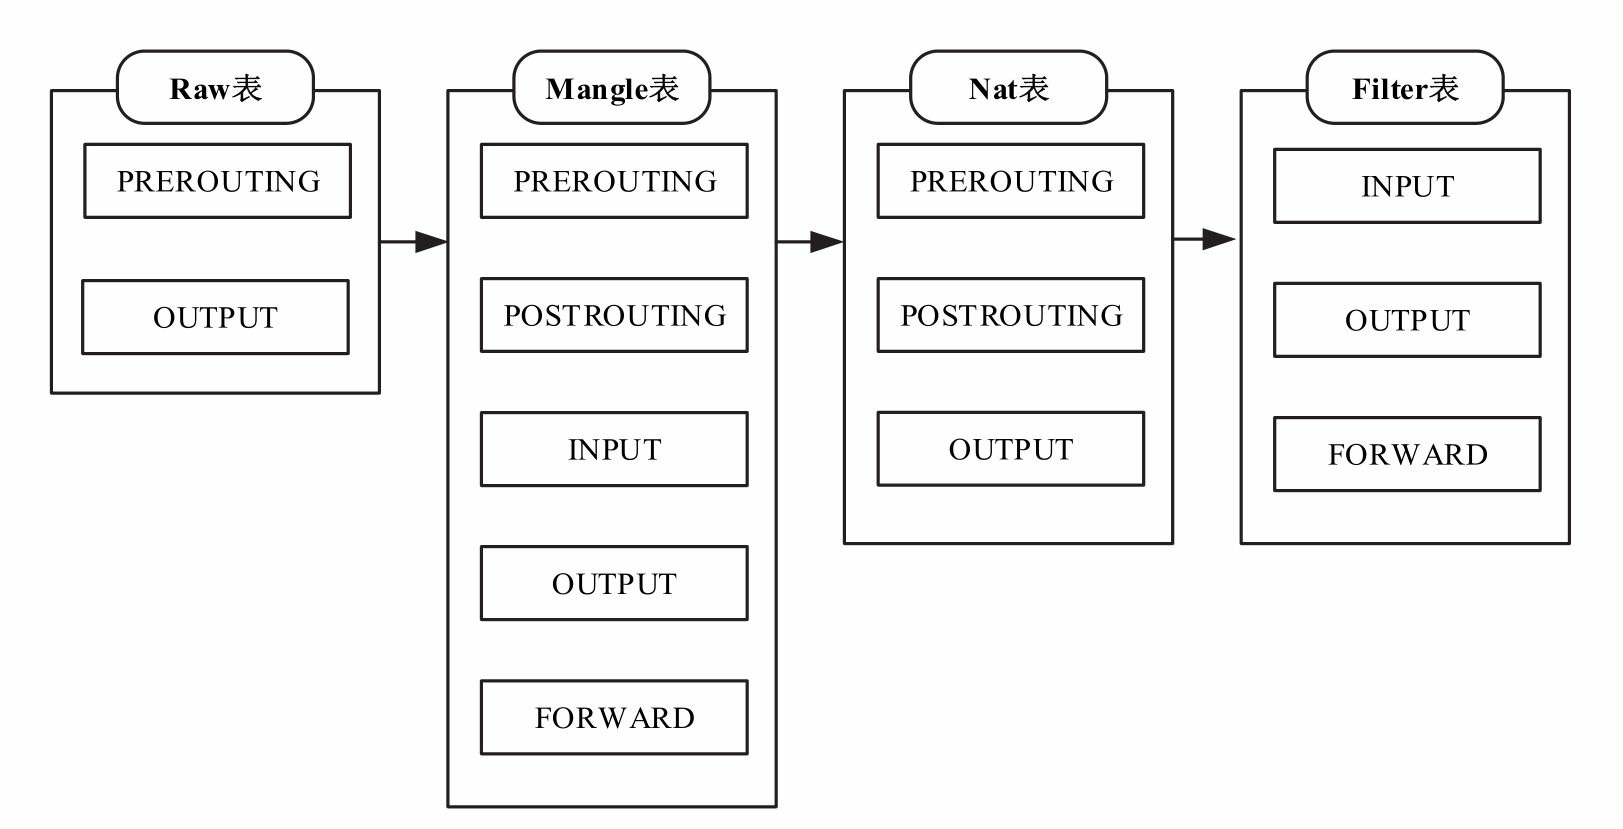 Raw表
PREROUTING
OUTPUT
Mangle表
PREROUTING
POSTROUTING
INPUT
OUTPUT
FORWARD
Nat表
PREROUTING
POSTROUTING
OUTPUT
Filter表
INPUT
OUTPUT
FORWARD